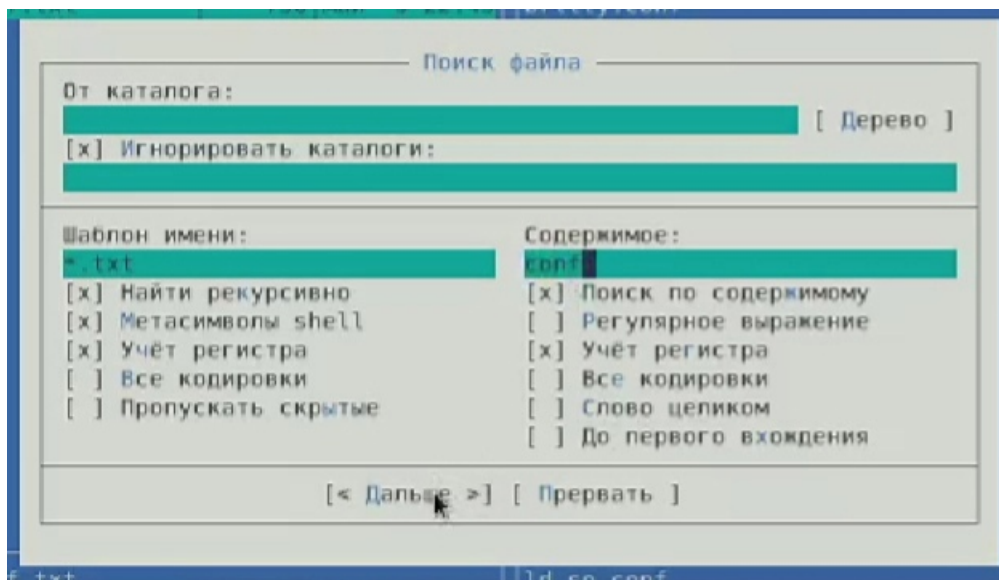 Поиск файла
От каталога:
[ Дерево ]
[x] Игнорировать каталоги:
Шаблон имени:
*.txt
[x] Найти рекурсивно
[x] Метасимволы shell
[x] Учёт регистра
[ ] Все кодировки
[ ] Пропускать скрытые
Содержимое:
conf
[x] Поиск по содержимому
[ ] Регулярное выражение
[x] Учёт регистра
[ ] Все кодировки
[ ] Слово целиком
[ ] До первого вхождения
[< Дальше >] [ Прервать ]